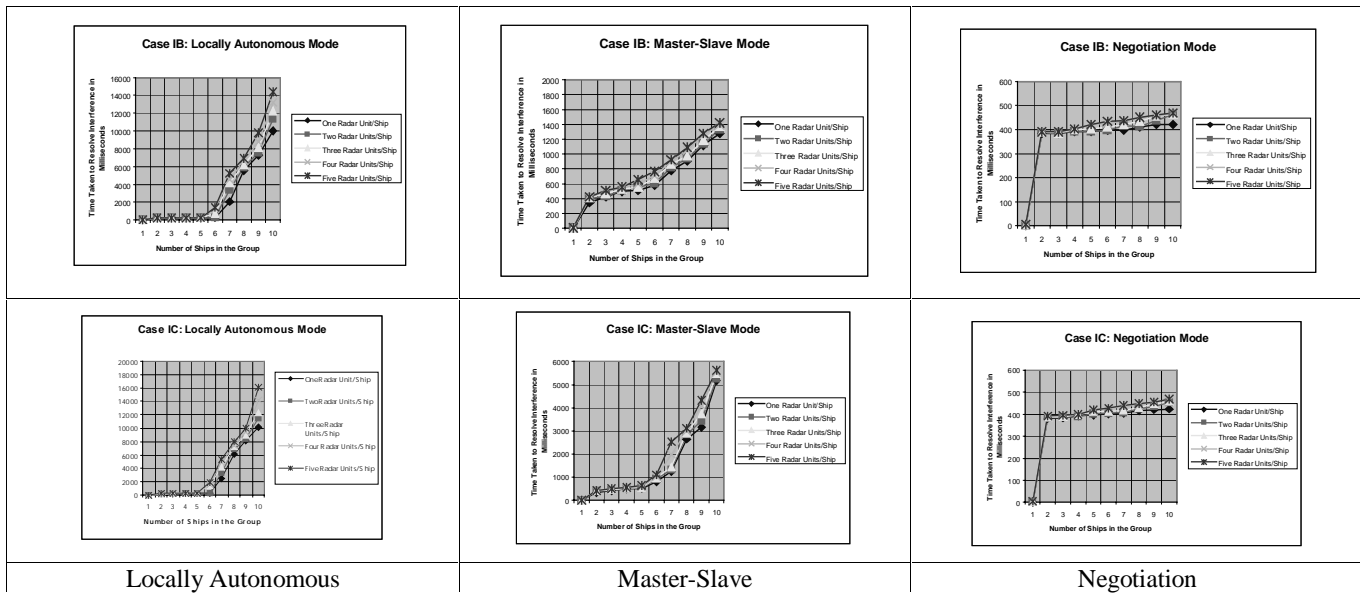 Case IB: Locally Autonomous Mode
Time Taken to Resolve Interference in
Milliseconds
16000
14000
12000
10000
8000
6000
4000
2000
0
1 2 3 4 5 6 7 8 9 10
Number of Ships in the Group
One Radar Unit/Ship
Two Radar Units/Ship
Three Radar Units/Ship
Four Radar Units/Ship
Five Radar Units/Ship
Case IB: Master-Slave Mode
Time Taken to Resolve Interference in
Milliseconds
2000
1800
1600
1400
1200
1000
800
600
400
200
0
1 2 3 4 5 6 7 8 9 10
Number of Ships in the Group
One Radar Unit/Ship
Two Radar Units/Ship
Three Radar Units/Ship
Four Radar Units/Ship
Five Radar Units/Ship
Case IB: Negotiation Mode
Time Taken to Resolve Interference in
Milliseconds
600
500
400
300
200
100
0
1 2 3 4 5 6 7 8 9 10
Number of Ships in the Group
One Radar Unit/Ship
Two Radar Units/Ship
Three Radar Units/Ship
Four Radar Units/Ship
Five Radar Units/Ship
Case IC: Locally Autonomous Mode
Time Taken to Resolve Interference in
Milliseconds
20000
18000
16000
14000
12000
10000
8000
6000
4000
2000
0
1 2 3 4 5 6 7 8 9 10
Number of Ships in the Group
One Radar Unit/Ship
Two Radar Units/Ship
Three Radar
Units/Ship
Four Radar Units/Ship
Five Radar Units/Ship
Case IC: Master-Slave Mode
Time Taken to Resolve Interference in
Milliseconds
6000
5000
4000
3000
2000
1000
0
1 2 3 4 5 6 7 8 9 10
Number of Ships in the Group
One Radar Unit/Ship
Two Radar Units/Ship
Three Radar Units/Ship
Four Radar Units/Ship
Five Radar Units/Ship
Case IC: Negotiation Mode
Time Taken to Resolve Interference in
Milliseconds
600
500
400
300
200
100
0
1 2 3 4 5 6 7 8 9 10
Number of Ships in the Group
One Radar Unit/Ship
Two Radar Units/Ship
Three Radar Units/Ship
Four Radar Units/Ship
Five Radar Units/Ship
Locally Autonomous
Master-Slave
Negotiation